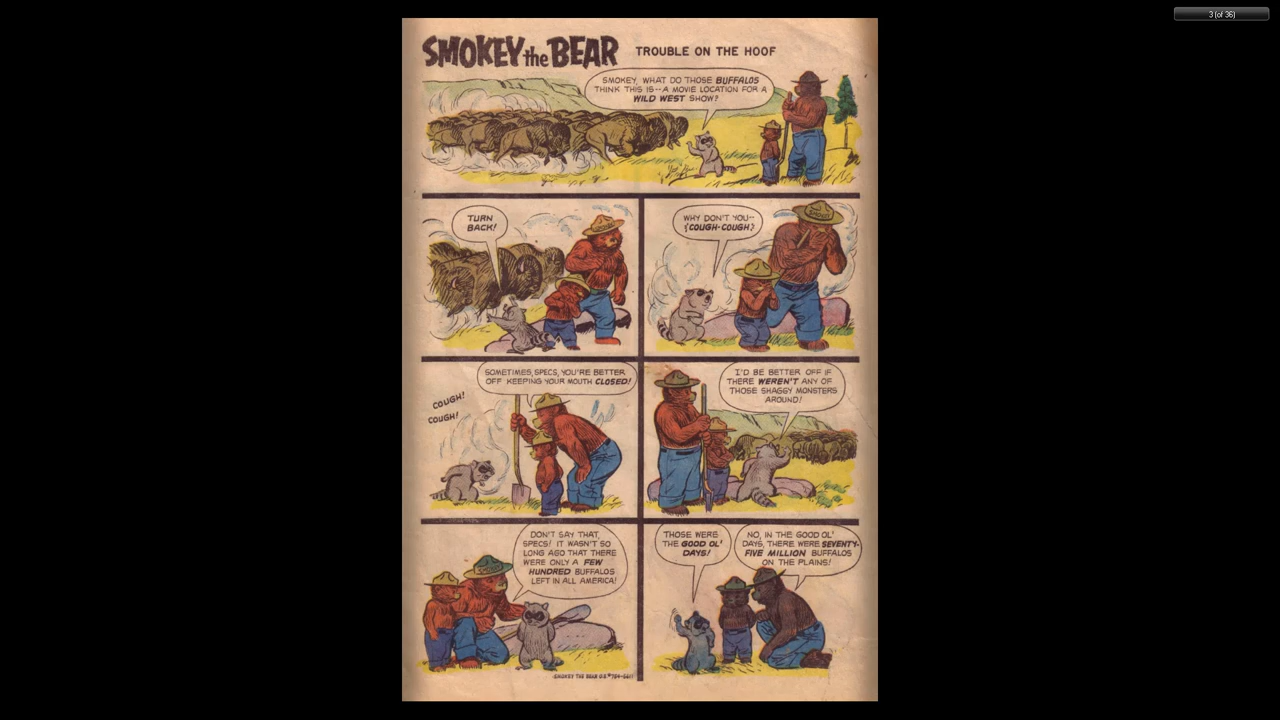 3 (of 36)
SMOKEY the BEAR
TROUBLE ON THE HOOF
SMOKEY, WHAT DO THOSE BUFFALOS
THINK THIS IS--A MOVIE LOCATION FOR A
WILD WEST SHOW?
TURN
BACK!
WHY DON'T YOU--
COUGH-COUGH?
SOMETIMES, SPECS, YOU'RE BETTER
OFF KEEPING YOUR MOUTH CLOSED!
COUGH!
COUGH!
I'D BE BETTER OFF IF
THERE WEREN'T ANY OF
THOSE SHAGGY MONSTERS
AROUND!
DON'T SAY THAT,
SPECS! IT WASN'T SO
LONG AGO THAT THERE
WERE ONLY A FEW
HUNDRED BUFFALOS
LEFT IN ALL AMERICA!
THOSE WERE
THE GOOD OL'
DAYS!
NO, IN THE GOOD OL'
DAYS, THERE WERE SEVENTY-
FIVE MILLION BUFFALOS
ON THE PLAINS!
SMOKEY THE BEAR O.S.